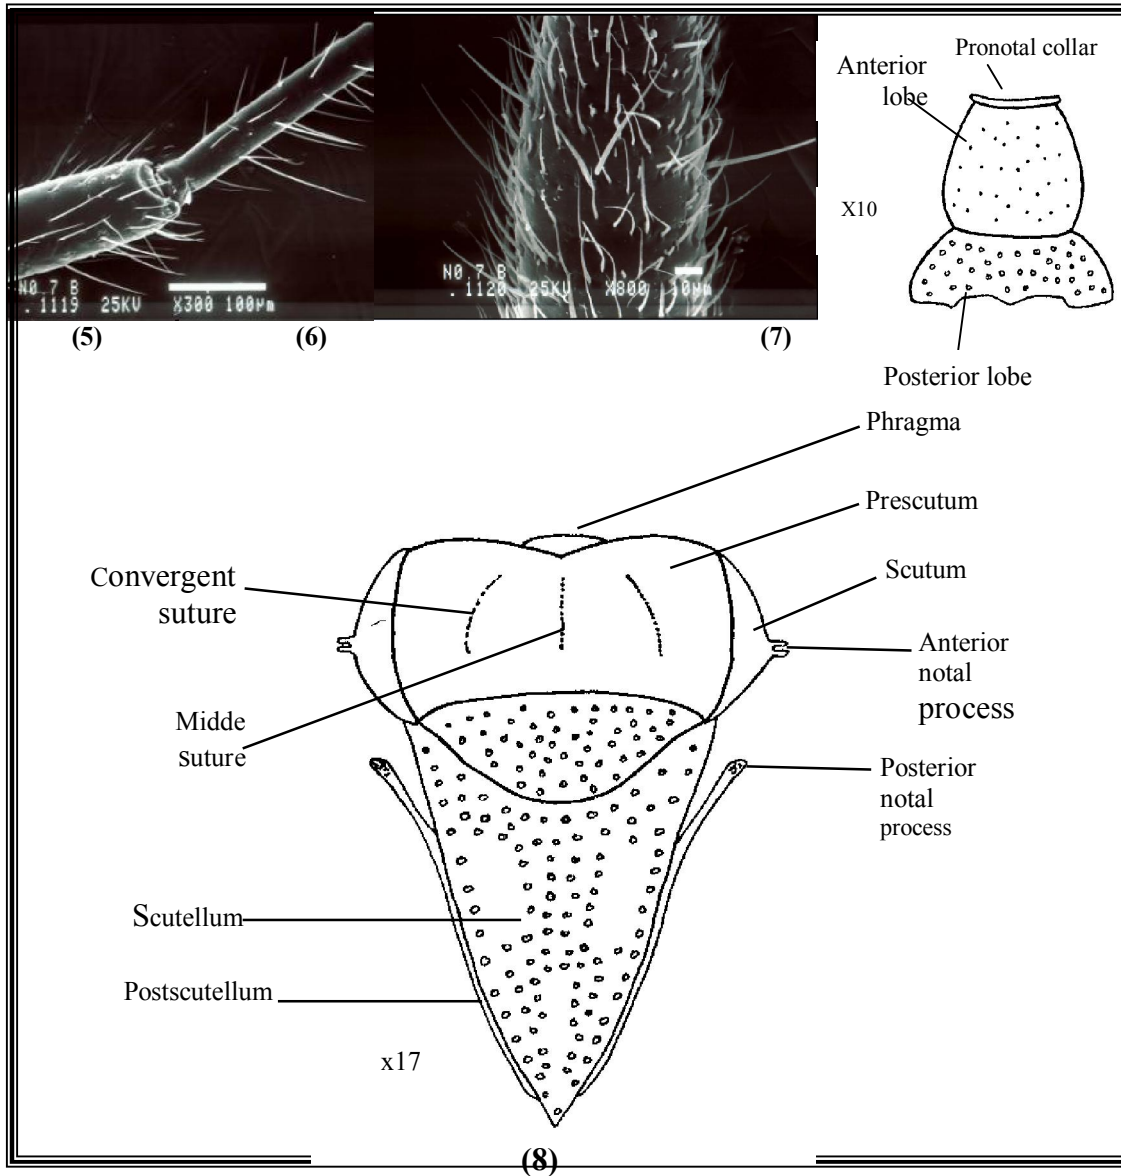 N0.7 B
.1119 25KV X300 100µm
N0.7 B
.1120 25KV X800 10µm
Pronotal collar
Anterior
lobe
X10
Posterior lobe
(5)
(6)
(7)
Phragma
Prescutum
Convergent
suture
Scutum
Anterior
notal
process
Midde
suture
Posterior
notal
process
Scutellum
Postscutellum
x17
(8)